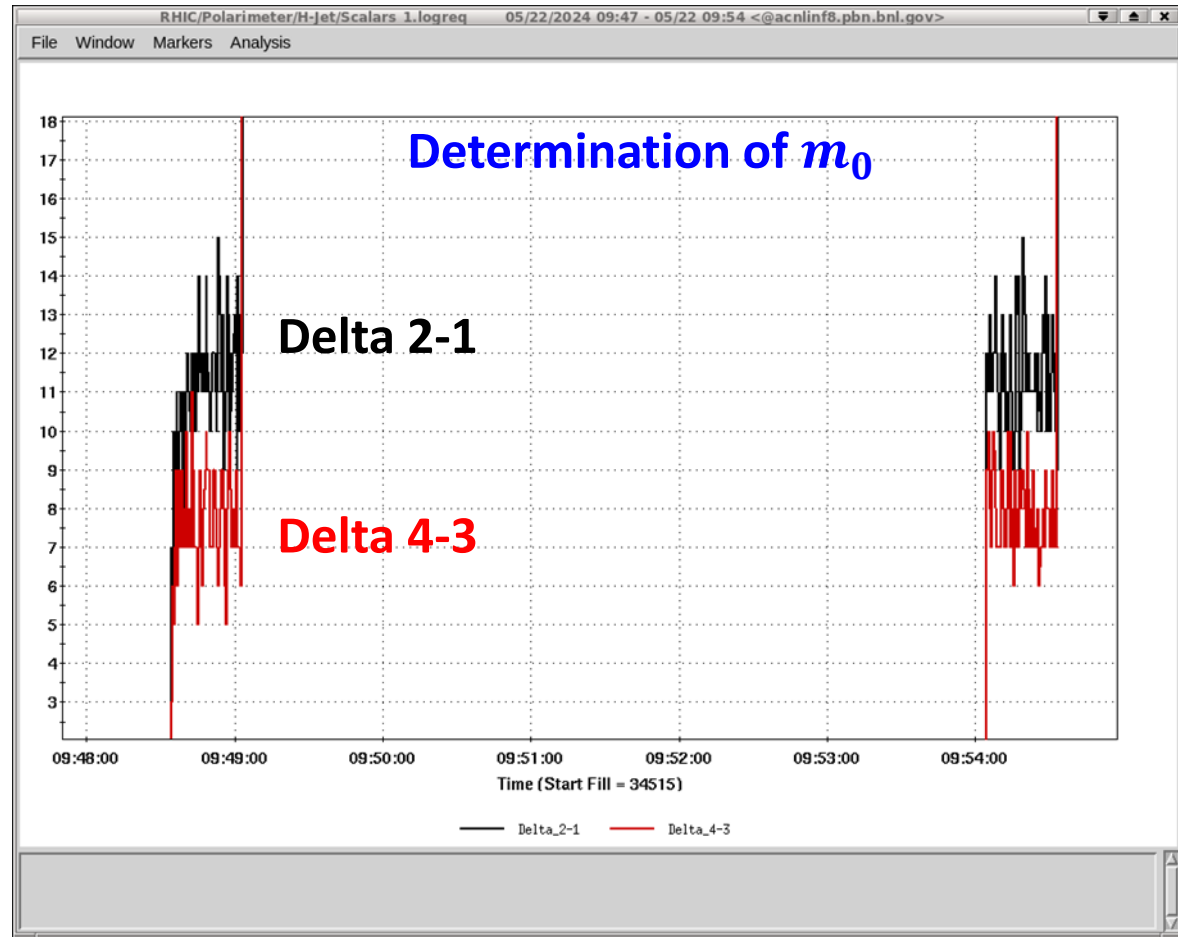 RHIC/Polarimeter/H-Jet/Scalars 1.logreq 05/22/2024 09:47 - 05/22 09:54 <@acnlinf8.pbn.bnl.gov>
File Window Markers Analysis
Determination of m₀
18
17
16
15
14
13
12
11
10
9
8
7
6
5
4
3
Delta 2-1
Delta 4-3
09:48:00 09:49:00 09:50:00 09:51:00 09:52:00 09:53:00 09:54:00
Time (Start Fill = 34515)
Delta_2-1 Delta_4-3